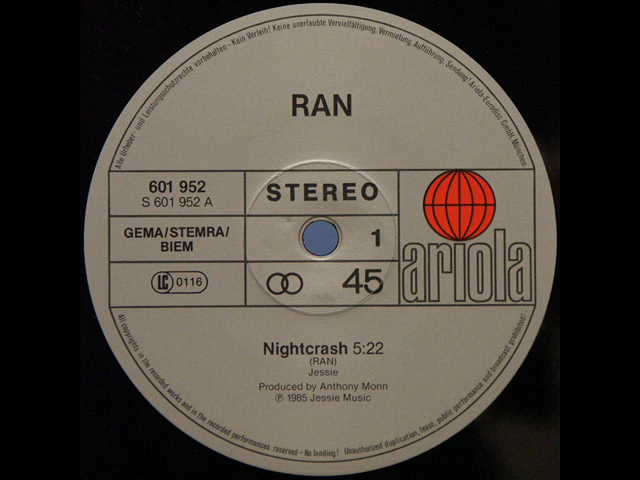 Alle Urheber- und Leistungsschutzrechte vorbehalten - Kein Verleih! Keine unerlaubte Vervielfältigung, Vermietung, Aufführung, Sendung! Ariola-Eurodisc GmbH, München.
RAN
601 952
S 601 952 A
STEREO
GEMA/STEMRA/
BIEM
1
LC 0116
45
ariola
Nightcrash 5:22
(RAN)
Jessie
Produced by Anthony Monn
℗ 1985 Jessie Music
All copyrights in the recorded works and in the recorded performances reserved - No lending! Unauthorized duplication, lease, public performance and broadcast prohibited! -